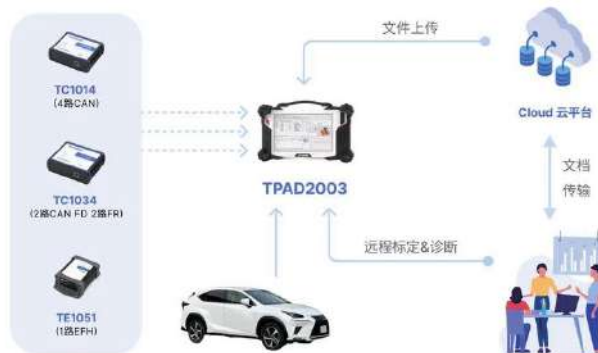 TC1014
(4路CAN)
TC1034
(2路CAN FD 2路FR)
TE1051
(1路EFH)
TPAD2003
文件上传
Cloud 云平台
文档
传输
远程标定&诊断